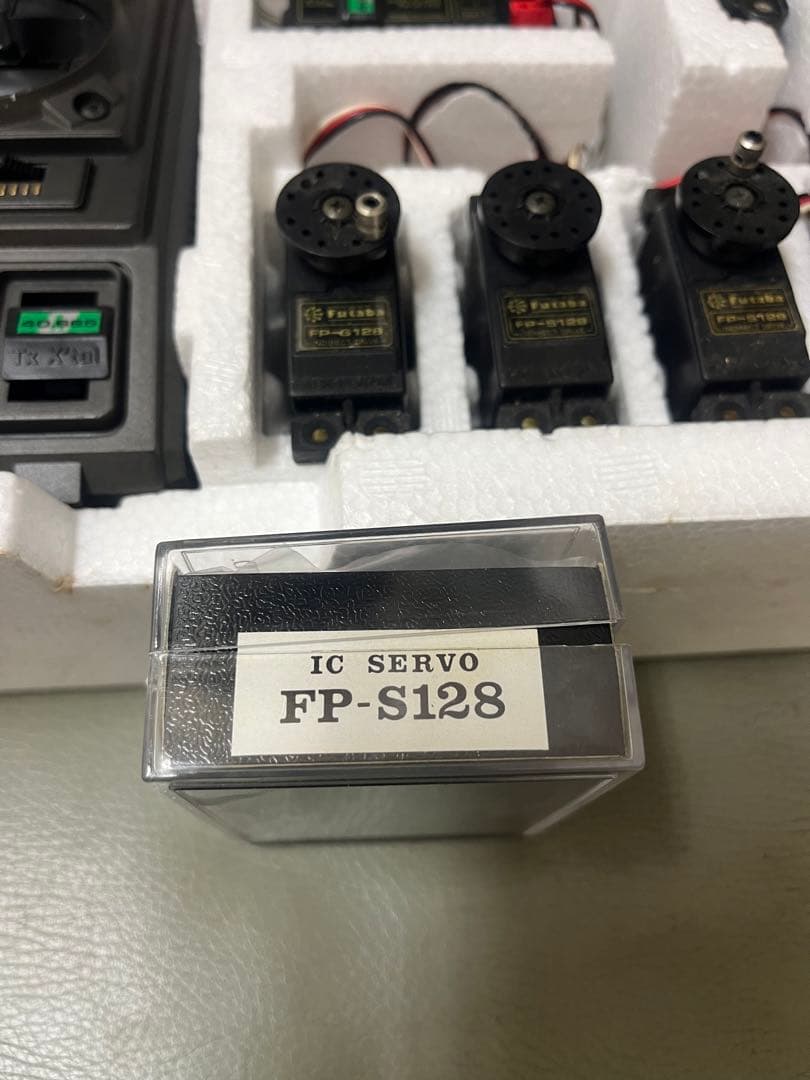 Futaba
FP-S128
Futaba
FP-S128
Futaba
FP-S128
Tx X'tal
IC SERVO
FP-S128